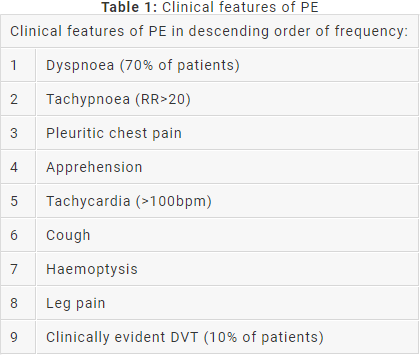 Table 1: Clinical features of PE
Clinical features of PE in descending order of frequency:
1 Dyspnoea (70% of patients)
2 Tachypnoea (RR>20)
3 Pleuritic chest pain
4 Apprehension
5 Tachycardia (>100bpm)
6 Cough
7 Haemoptysis
8 Leg pain
9 Clinically evident DVT (10% of patients)